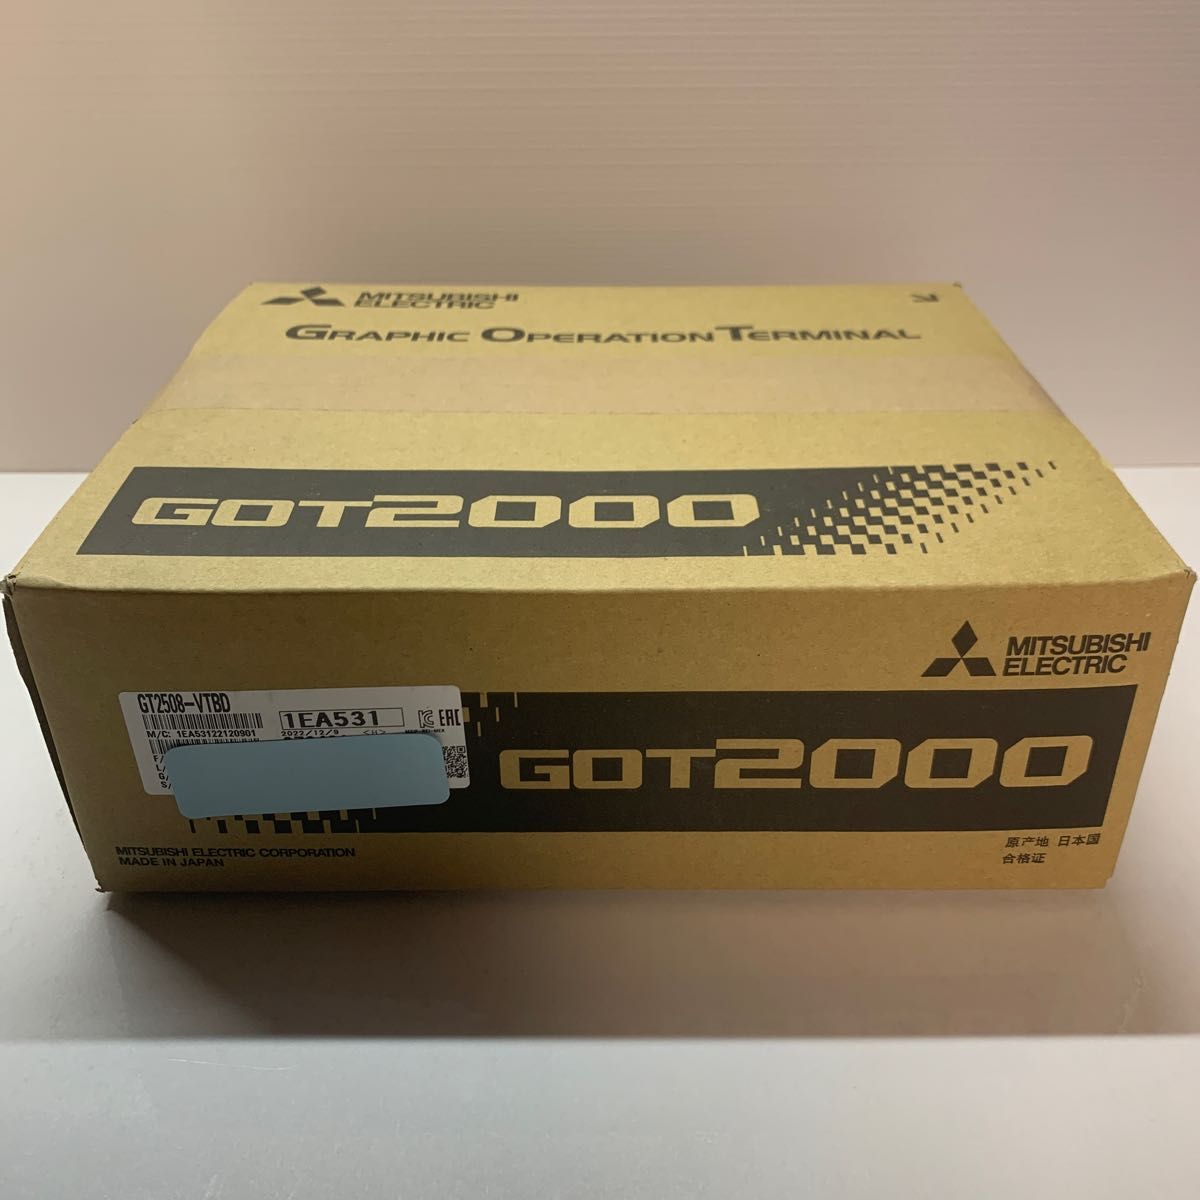 MITSUBISHI
ELECTRIC
GRAPHIC OPERATION TERMINAL
GOT2000
MITSUBISHI
ELECTRIC
GT2508-VTBD
M/C: 1EA53122120901
1EA531
2022/12/9 <H>
EAC
GOT2000
MITSUBISHI ELECTRIC CORPORATION
MADE IN JAPAN
原产地 日本国
合格证